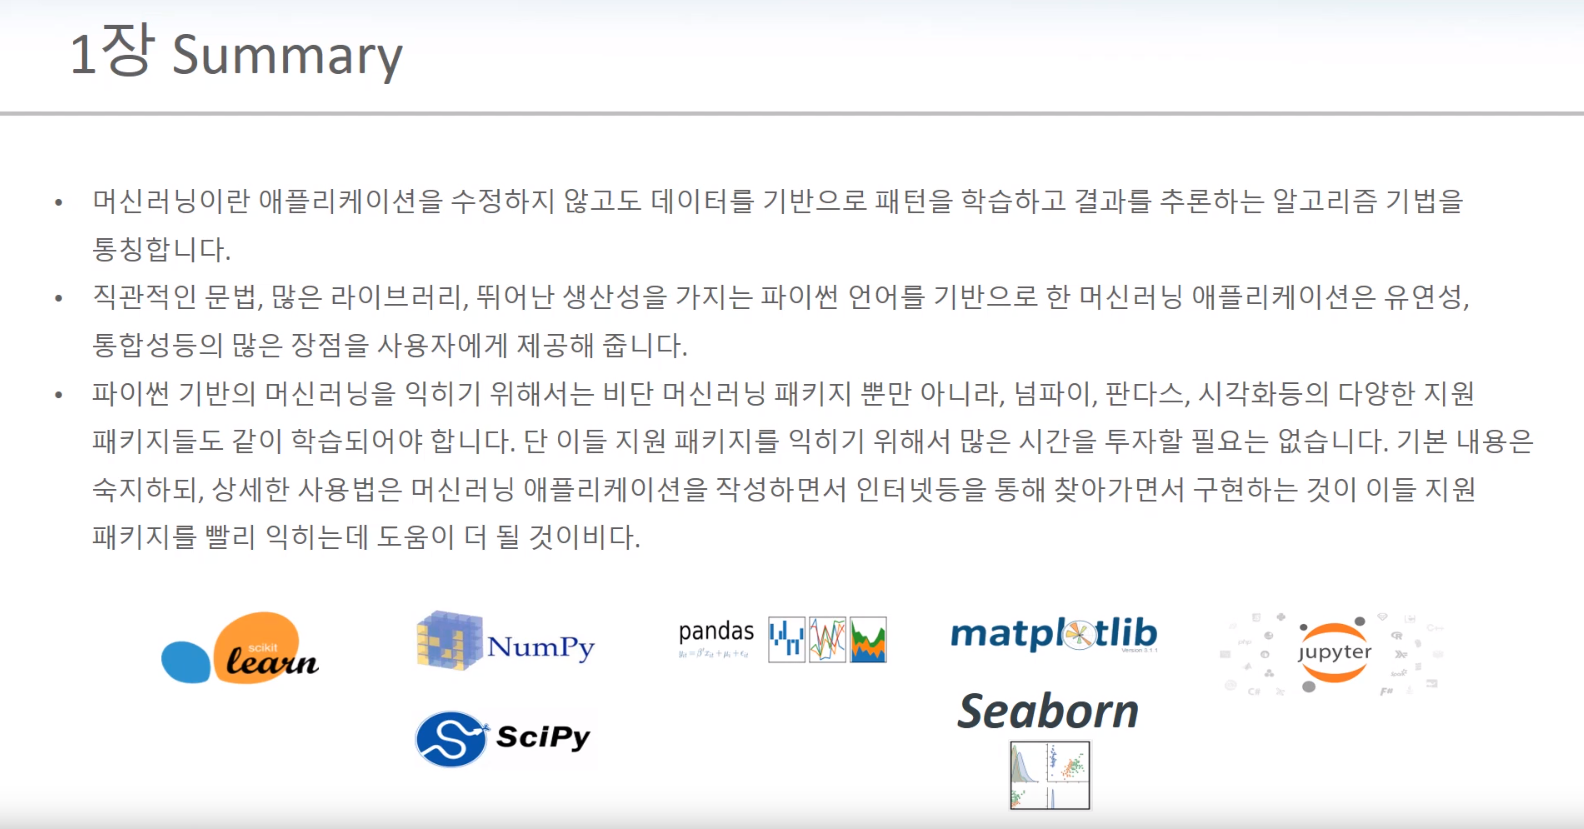 1장 Summary
• 머신러닝이란 애플리케이션을 수정하지 않고도 데이터를 기반으로 패턴을 학습하고 결과를 추론하는 알고리즘 기법을
통칭합니다.
• 직관적인 문법, 많은 라이브러리, 뛰어난 생산성을 가지는 파이썬 언어를 기반으로 한 머신러닝 애플리케이션은 유연성,
통합성등의 많은 장점을 사용자에게 제공해 줍니다.
• 파이썬 기반의 머신러닝을 익히기 위해서는 비단 머신러닝 패키지 뿐만 아니라, 넘파이, 판다스, 시각화등의 다양한 지원
패키지들도 같이 학습되어야 합니다. 단 이들 지원 패키지를 익히기 위해서 많은 시간을 투자할 필요는 없습니다. 기본 내용은
숙지하되, 상세한 사용법은 머신러닝 애플리케이션을 작성하면서 인터넷등을 통해 찾아가면서 구현하는 것이 이들 지원
패키지를 빨리 익히는데 도움이 더 될 것이비다.
scikit
learn
NumPy
SciPy
pandas
matplotlib
Version 3.1.1
Seaborn
jupyter
php
C++
R
C#
F#